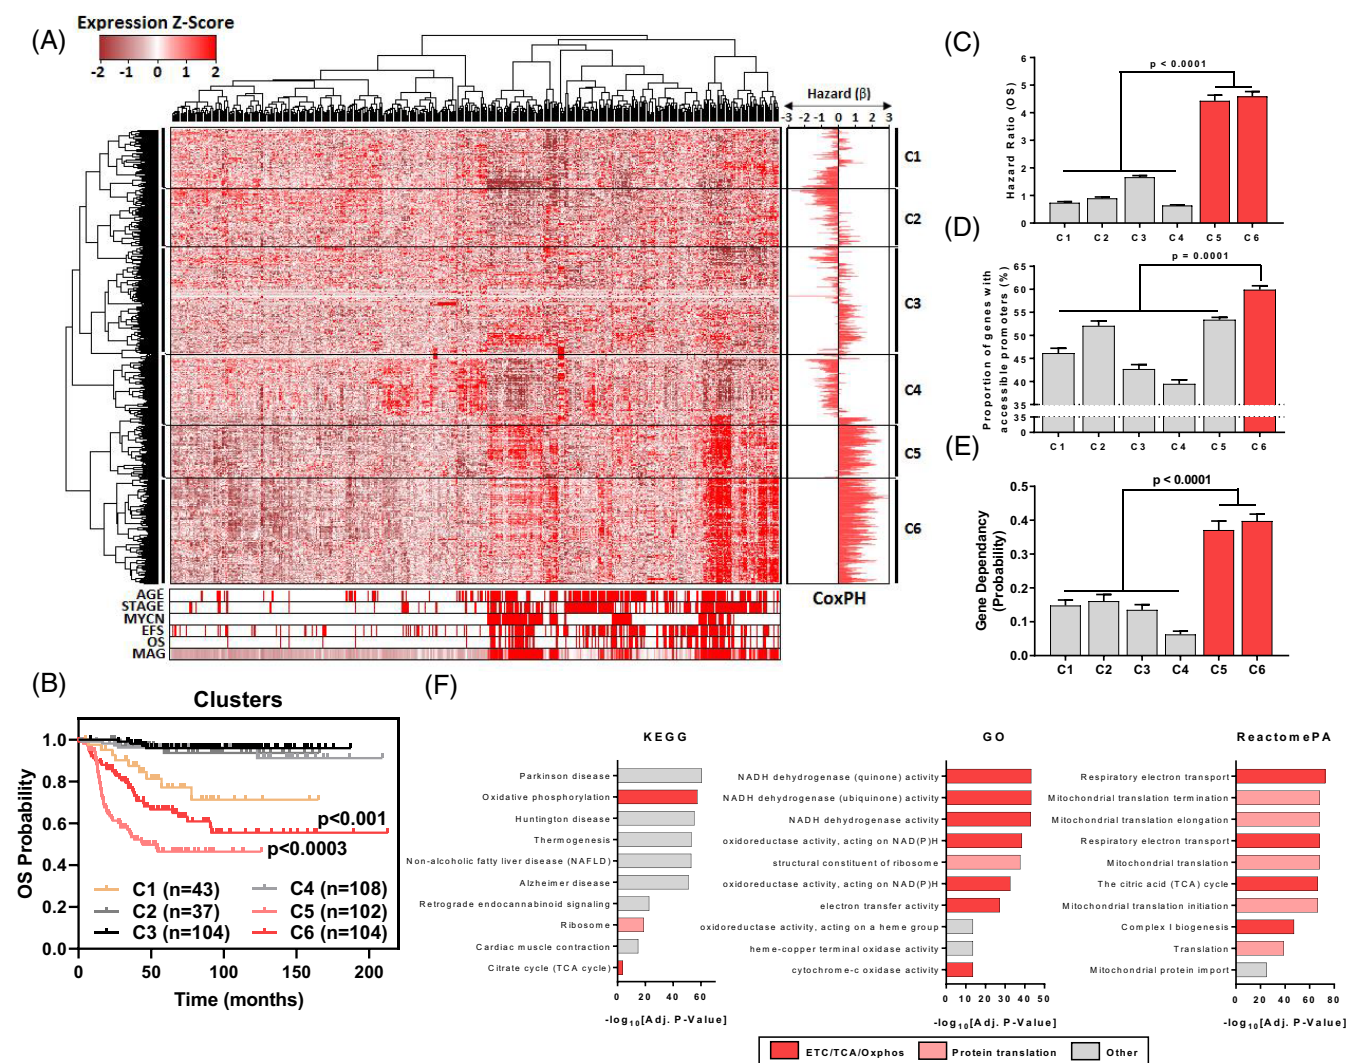 (A)
Expression Z-Score
-2 -1 0 1 2
Hazard (β)
-3 -2 -1 0 1 2 3
C1
C2
C3
C4
C5
C6
CoxPH
AGE
STAGE
MYCN
EFS
OS
MAG
(B)
Clusters
OS Probability
1.0
0.8
0.6
0.4
0.2
0.0
p<0.001
p<0.0003
C1 (n=43) C4 (n=108)
C2 (n=37) C5 (n=102)
C3 (n=104) C6 (n=104)
0 50 100 150 200
Time (months)
(C)
Hazard Ratio (OS)
6
5
4
3
2
1
0
p < 0.0001
C1 C2 C3 C4 C5 C6
(D)
Proportion of genes with
accessible promoters (%)
65
60
55
50
45
40
35
35
0
p = 0.0001
C1 C2 C3 C4 C5 C6
(E)
Gene Dependancy
(Probability)
0.5
0.4
0.3
0.2
0.1
0.0
p < 0.0001
C1 C2 C3 C4 C5 C6
(F)
KEGG
Parkinson disease
Oxidative phosphorylation
Huntington disease
Thermogenesis
Non-alcoholic fatty liver disease (NAFLD)
Alzheimer disease
Retrograde endocannabinoid signaling
Ribosome
Cardiac muscle contraction
Citrate cycle (TCA cycle)
0 20 40 60
-log10[Adj. P-Value]
GO
NADH dehydrogenase (quinone) activity
NADH dehydrogenase (ubiquinone) activity
NADH dehydrogenase activity
oxidoreductase activity, acting on NAD(P)H
structural constituent of ribosome
oxidoreductase activity, acting on NAD(P)H
electron transfer activity
oxidoreductase activity, acting on a heme group
heme-copper terminal oxidase activity
cytochrome-c oxidase activity
0 10 20 30 40 50
-log10[Adj. P-Value]
ReactomePA
Respiratory electron transport
Mitochondrial translation termination
Mitochondrial translation elongation
Respiratory electron transport
Mitochondrial translation
The citric acid (TCA) cycle
Mitochondrial translation initiation
Complex I biogenesis
Translation
Mitochondrial protein import
0 20 40 60 80
-log10[Adj. P-Value]
ETC/TCA/Oxphos Protein translation Other